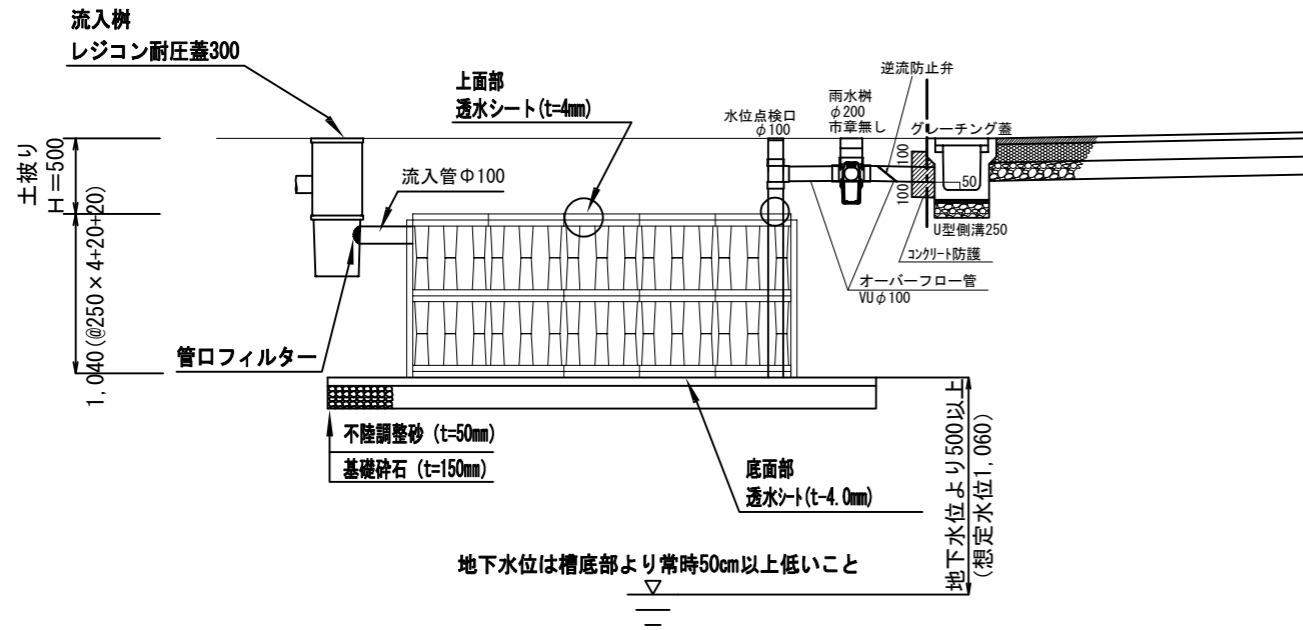 流入桝
レジコン耐圧蓋300
上面部
透水シート(t=4mm)
逆流防止弁
水位点検口
φ100
雨水桝
φ200
市章無し
グレーチング蓋
土被り
H=500
流入管Φ100
100
100
50
U型側溝250
コンクリート防護
オーバーフロー管
VUφ100
1,040(@250×4+20+20)
管口フィルター
不陸調整砂 (t=50mm)
基礎砕石 (t=150mm)
底面部
透水シート(t-4.0mm)
地下水位より500以上
(想定水位1,060)
地下水位は槽底部より常時50cm以上低いこと